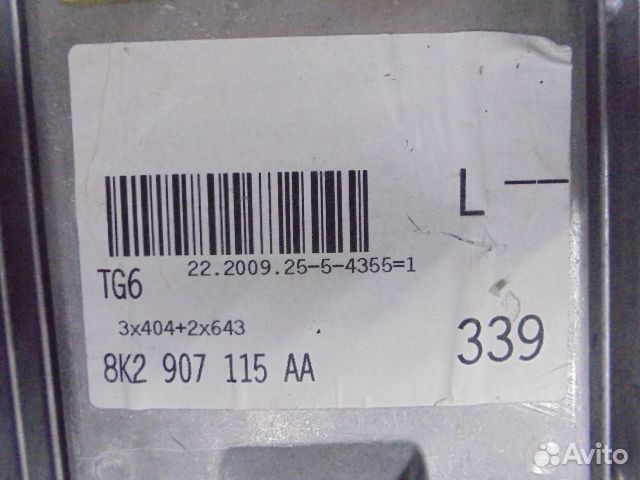 L --
22.2009.25-5-4355=1
TG6
3x404+2x643
339
8K2 907 115 AA
Avito